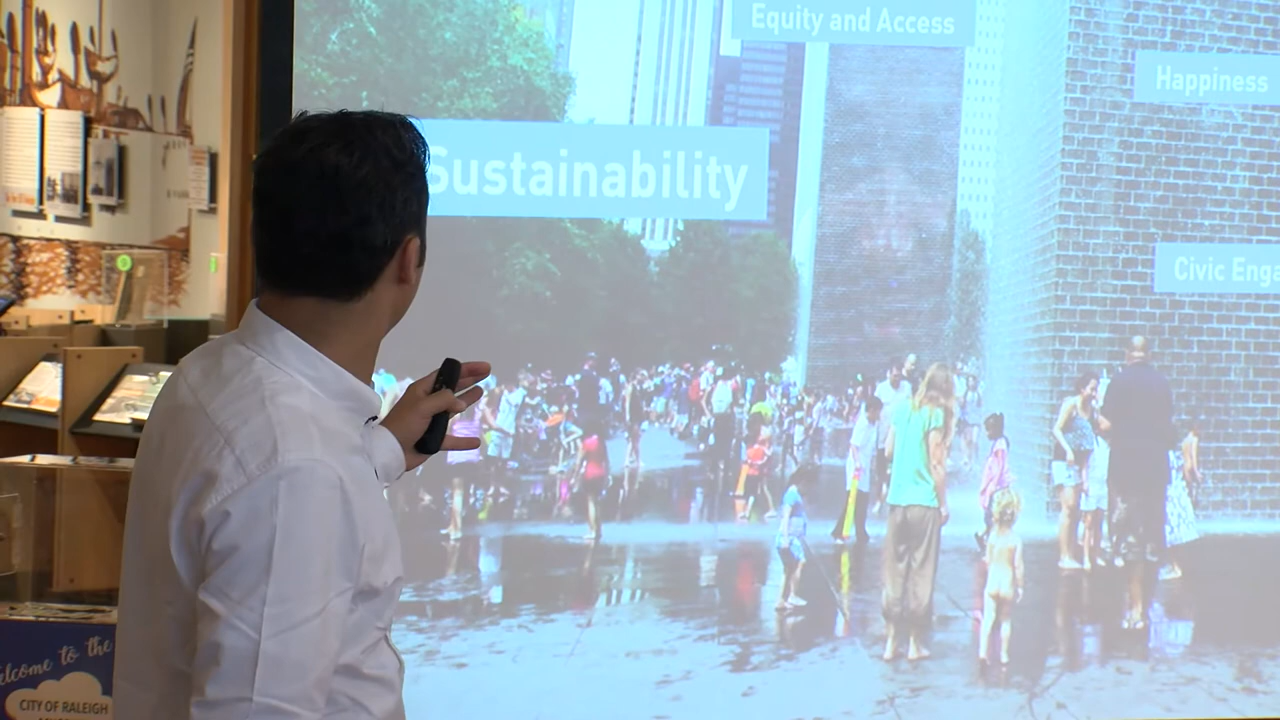 Equity and Access
Happiness
Sustainability
Civic Enga
elcome to the
CITY OF RALEIGH